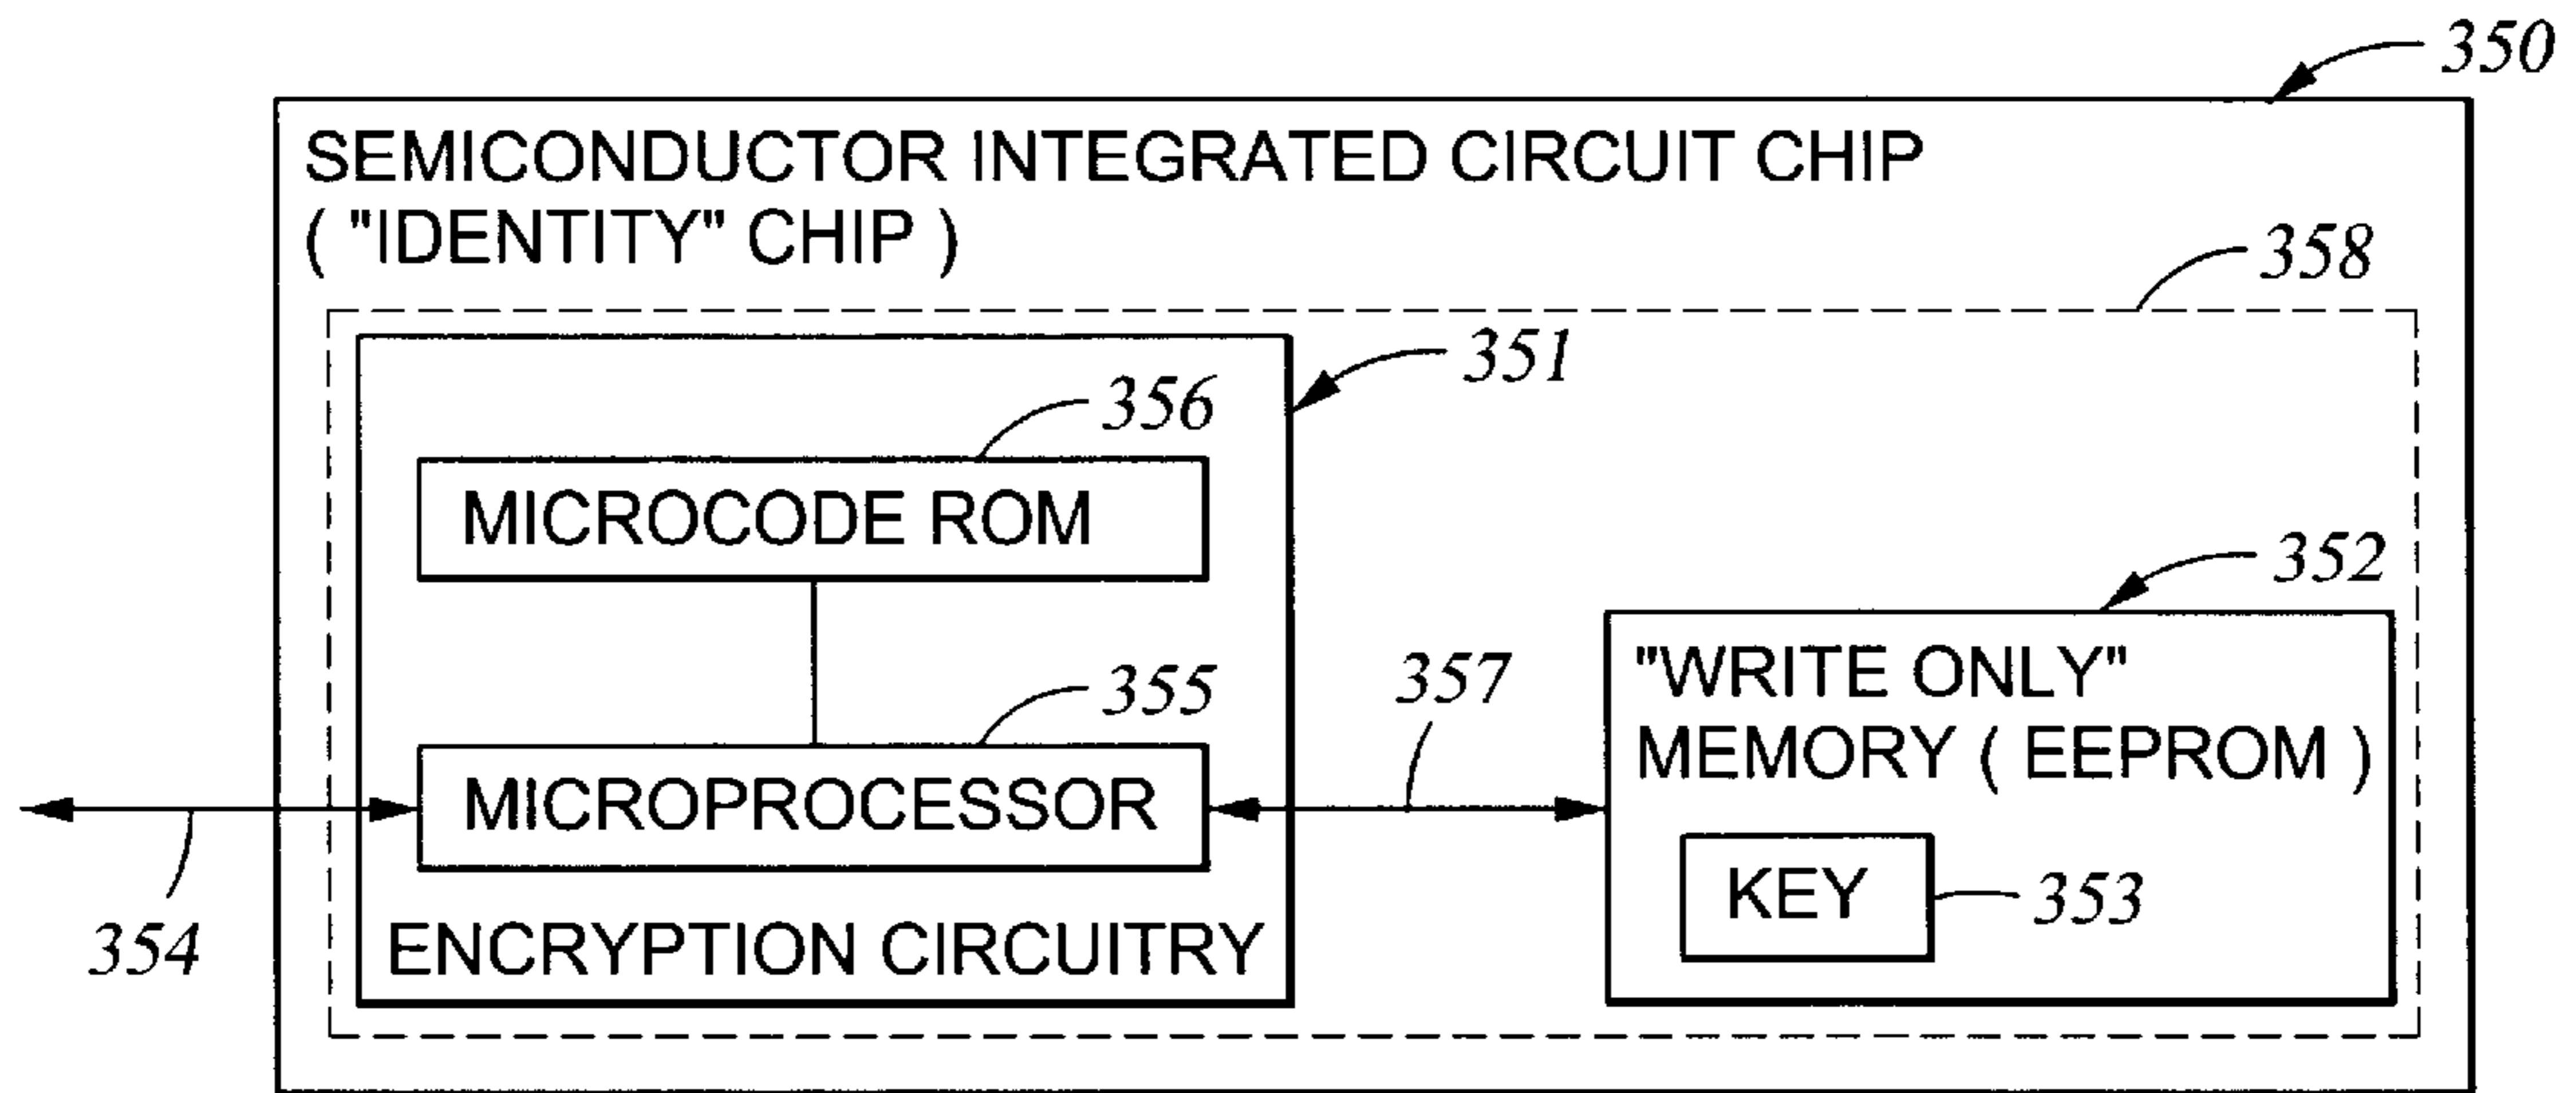 350
SEMICONDUCTOR INTEGRATED CIRCUIT CHIP
( "IDENTITY" CHIP )
358
351
356
MICROCODE ROM
352
"WRITE ONLY"
MEMORY ( EEPROM )
355
357
MICROPROCESSOR
KEY
353
354
ENCRYPTION CIRCUITRY